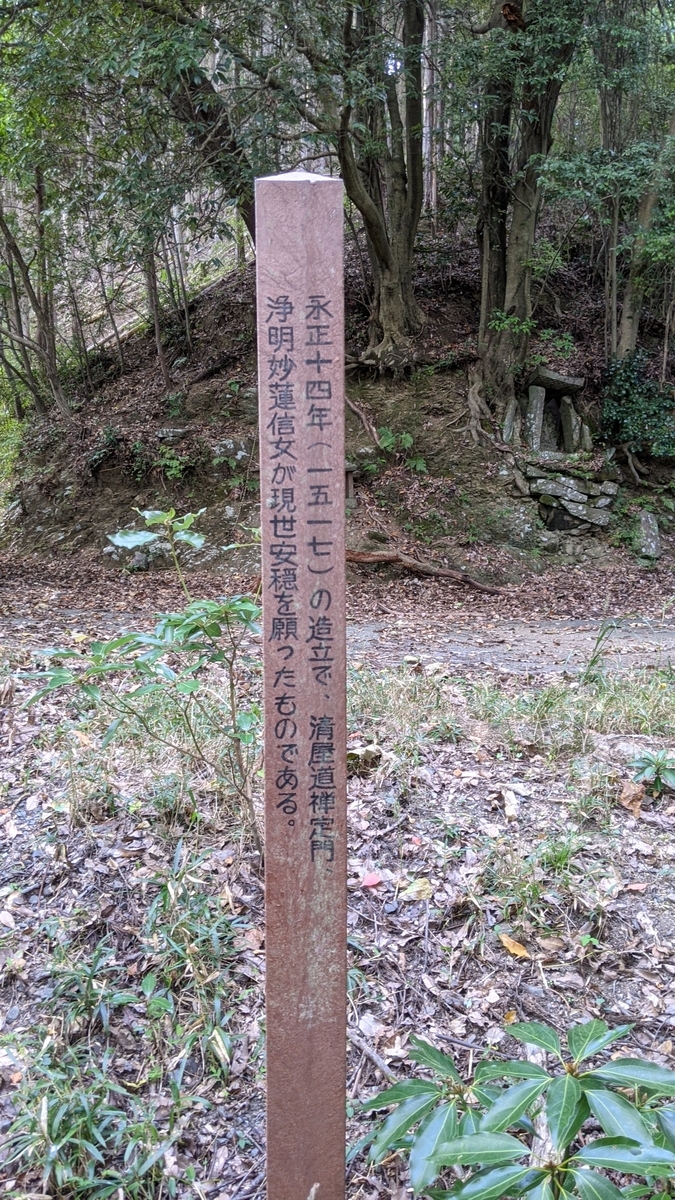 永正十四年（一五一七）の造立で、清屋道禅定門、
浄明妙蓮信女が現世安穏を願ったものである。